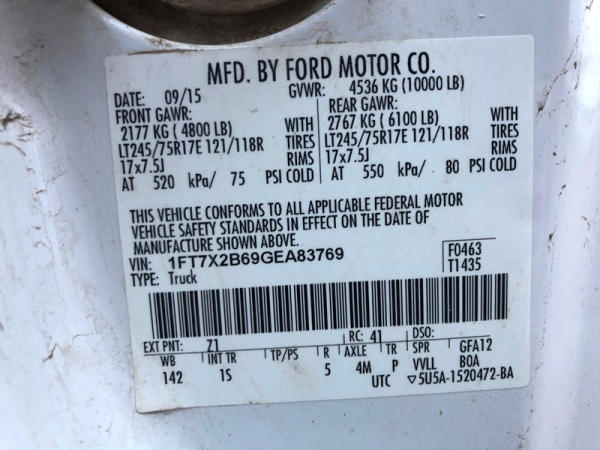 MFD. BY FORD MOTOR CO.
DATE: 09/15 GVWR: 4536 KG (10000 LB)
FRONT GAWR: REAR GAWR:
2177 KG ( 4800 LB) WITH 2767 KG ( 6100 LB) WITH
LT245/75R17E 121/118R TIRES LT245/75R17E 121/118R TIRES
17x7.5J RIMS 17x7.5J RIMS
AT 520 kPa/ 75 PSI COLD AT 550 kPa/ 80 PSI COLD
THIS VEHICLE CONFORMS TO ALL APPLICABLE FEDERAL MOTOR
VEHICLE SAFETY STANDARDS IN EFFECT ON THE DATE OF
MANUFACTURE SHOWN ABOVE.
VIN: 1FT7X2B69GEA83769 F0463
TYPE: Truck T1435
EXT PNT: Z1 RC: 41 DSO:
WB INT TR TP/PS R AXLE TR SPR GFA12
142 1S 5 4M P VVLL BOA
UTC ▽5U5A-1520472-BA